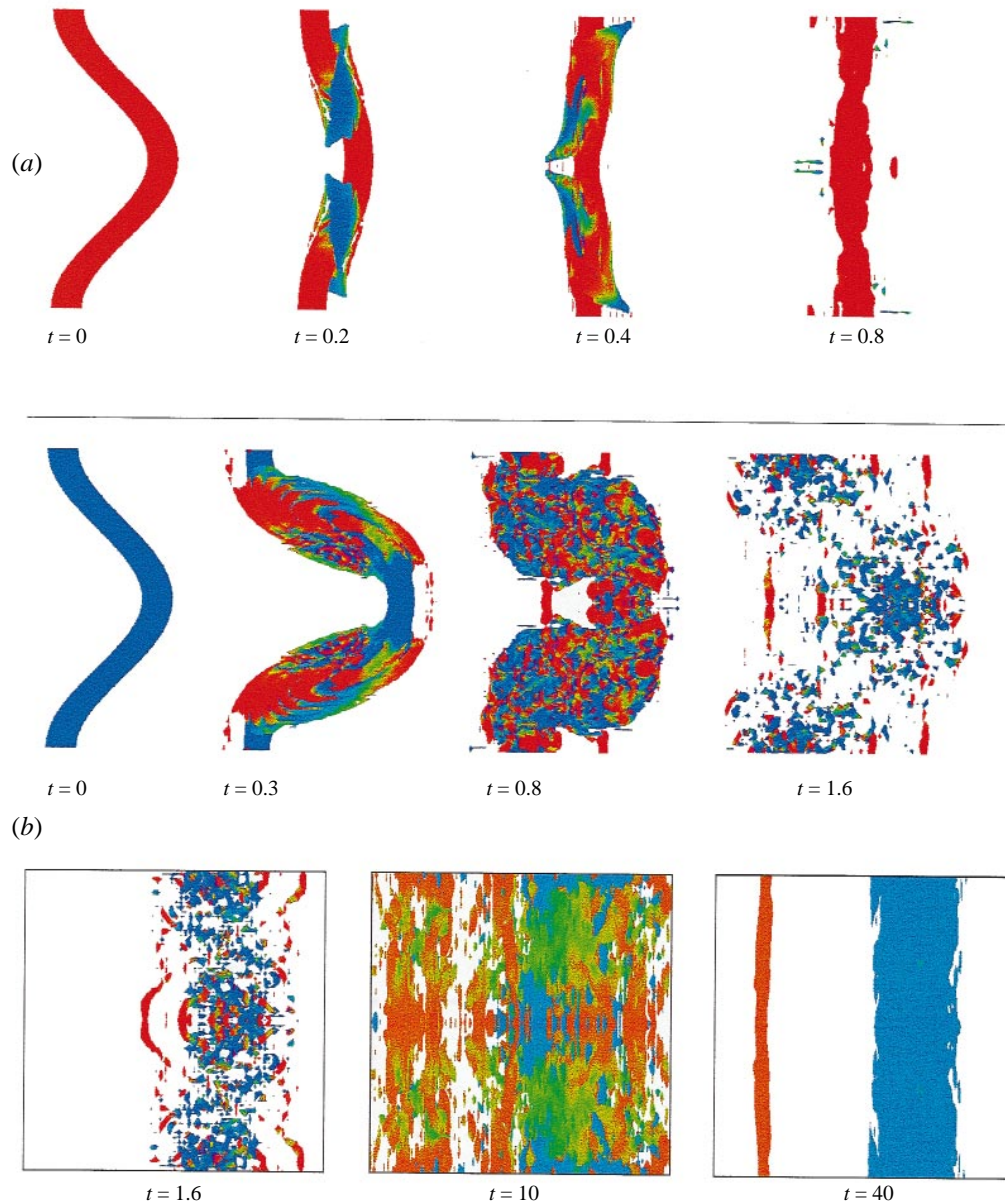 (a)
t = 0 t = 0.2 t = 0.4 t = 0.8
t = 0 t = 0.3 t = 0.8 t = 1.6
(b)
t = 1.6 t = 10 t = 40